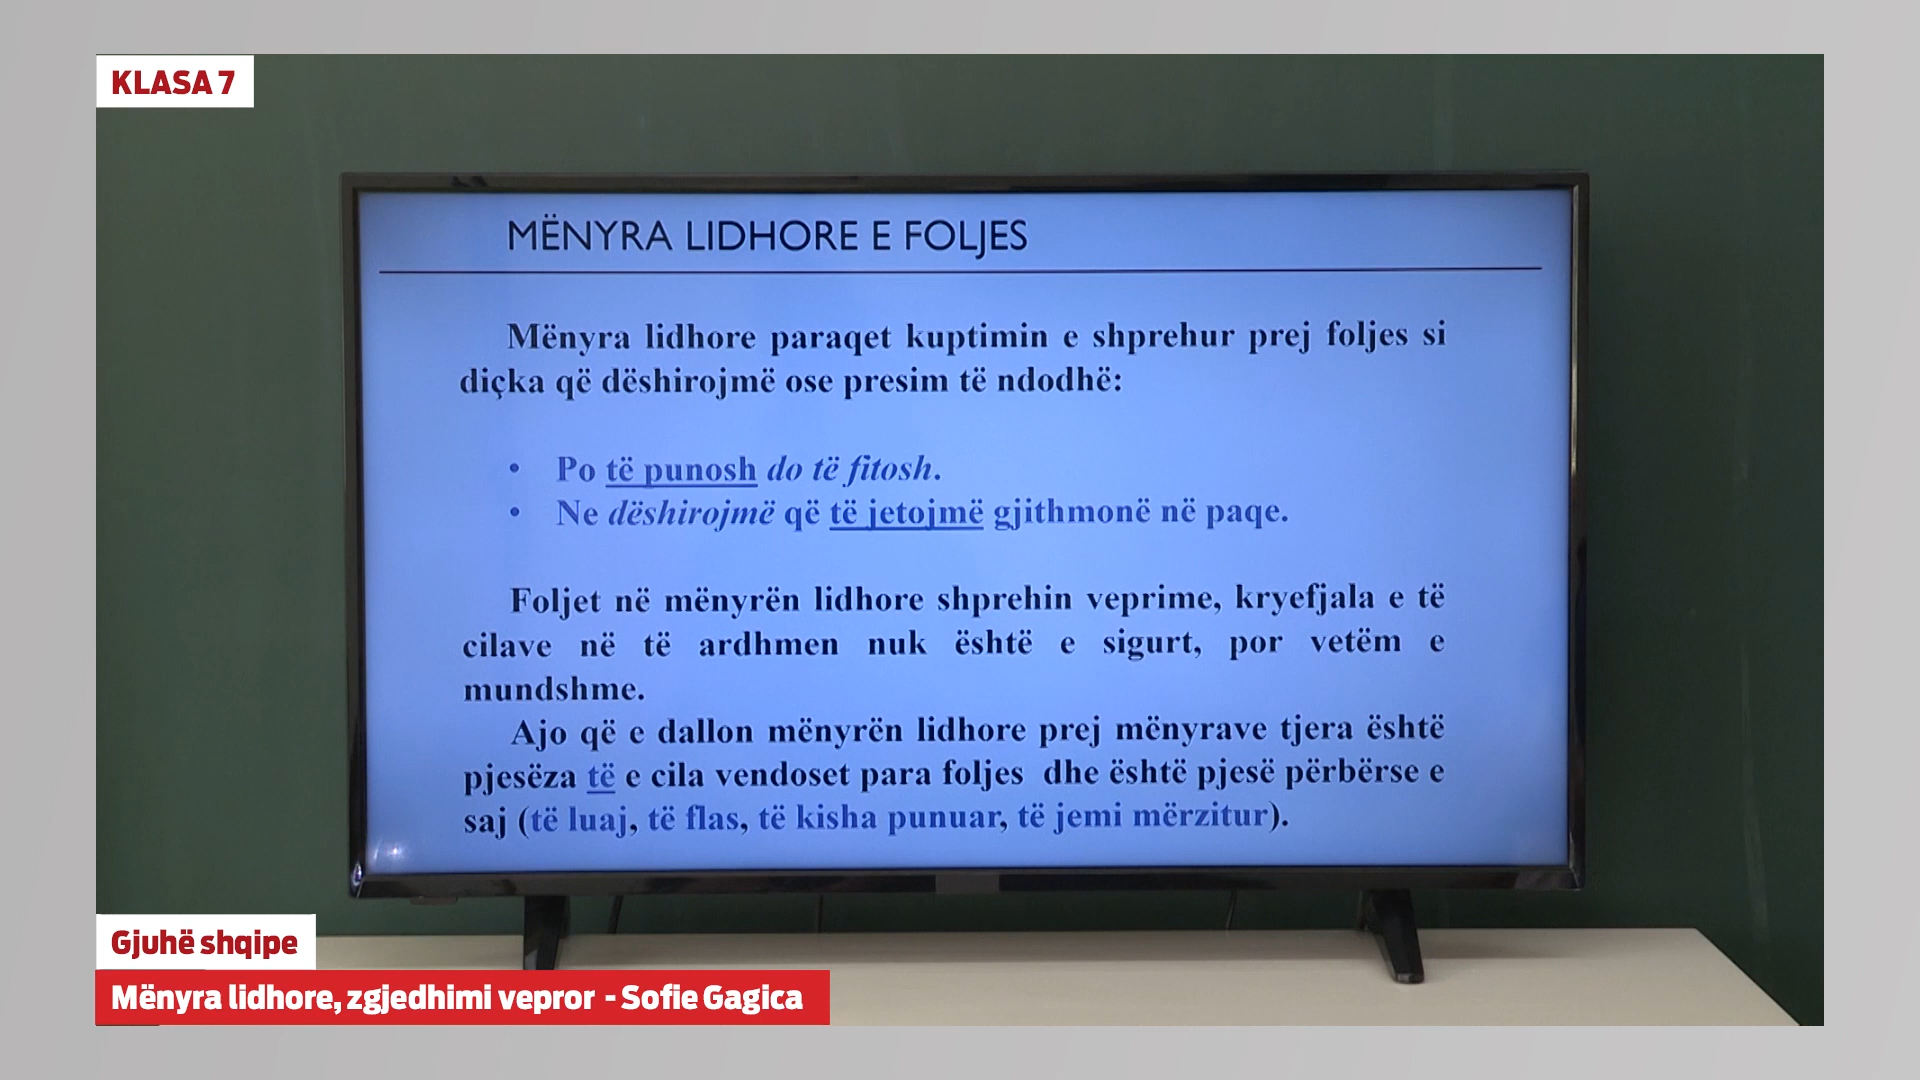 KLASA 7
MËNYRA LIDHORE E FOLJES
Mënyra lidhore paraqet kuptimin e shprehur prej foljes si
diçka që dëshirojmë ose presim të ndodhë:
• Po të punosh do të fitosh.
• Ne dëshirojmë që të jetojmë gjithmonë në paqe.
Foljet në mënyrën lidhore shprehin veprime, kryefjala e të
cilave në të ardhmen nuk është e sigurt, por vetëm e
mundshme.
Ajo që e dallon mënyrën lidhore prej mënyrave tjera është
pjesëza të e cila vendoset para foljes dhe është pjesë përbërse e
saj (të luaj, të flas, të kisha punuar, të jemi mërzitur).
Gjuhë shqipe
Mënyra lidhore, zgjedhimi vepror - Sofie Gagica